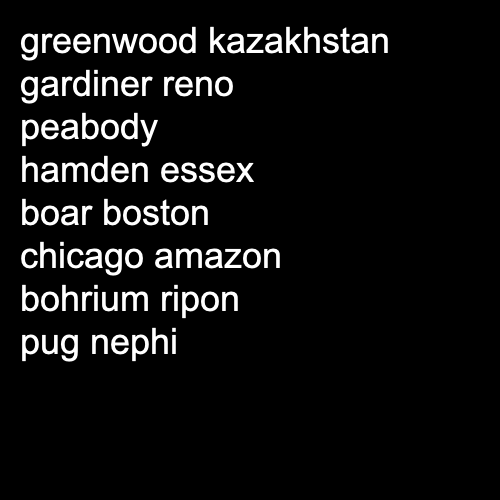 greenwood kazakhstan
gardiner reno
peabody
hamden essex
boar boston
chicago amazon
bohrium ripon
pug nephi